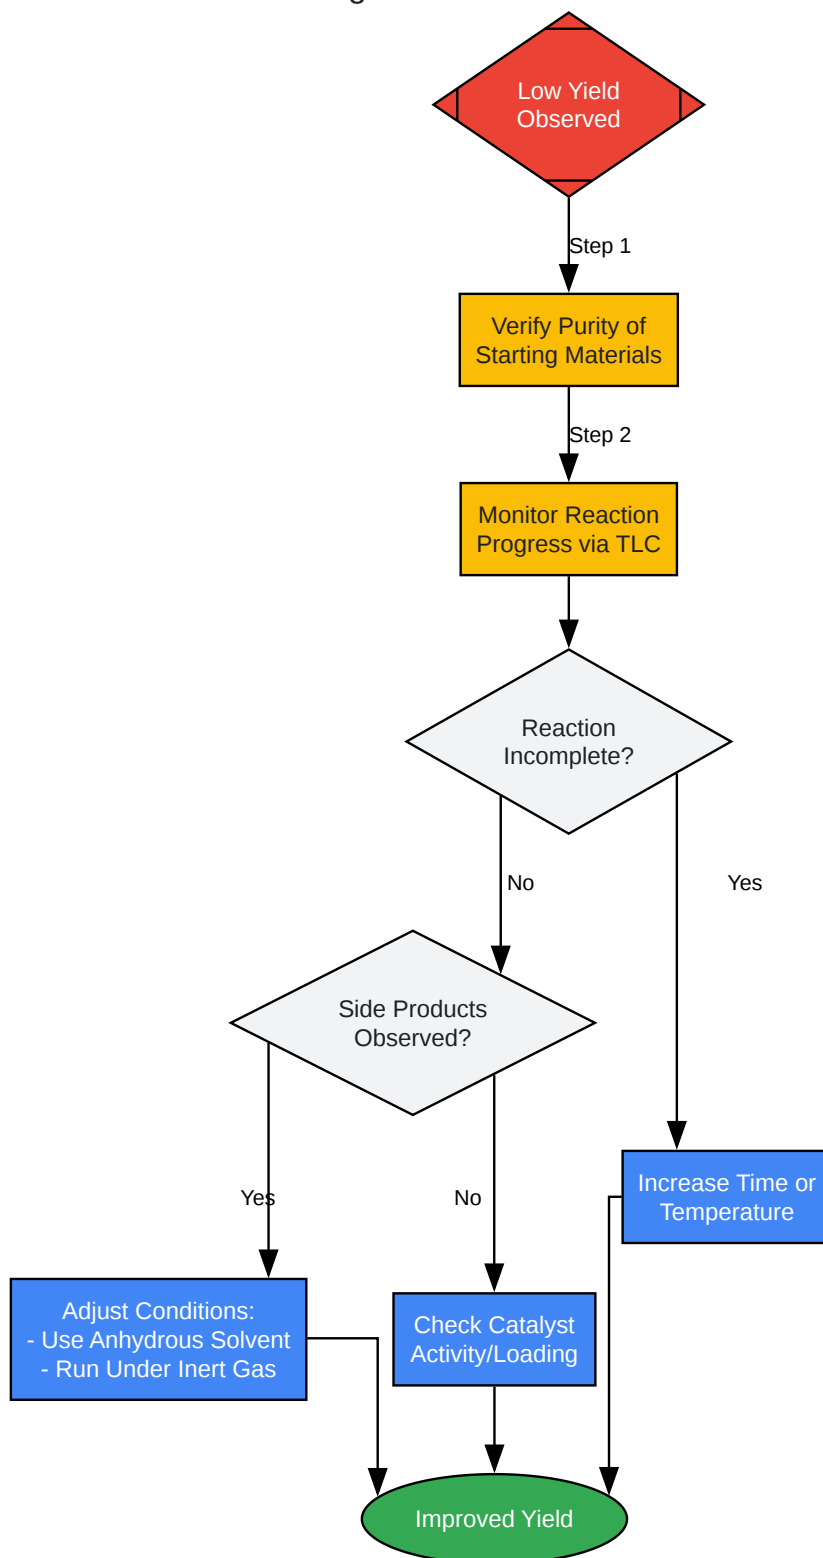 Low Yield
Observed
Step 1
Verify Purity of
Starting Materials
Step 2
Monitor Reaction
Progress via TLC
Reaction
Incomplete?
No
Yes
Side Products
Observed?
Yes
No
Increase Time or
Temperature
Adjust Conditions:
- Use Anhydrous Solvent
- Run Under Inert Gas
Check Catalyst
Activity/Loading
Improved Yield